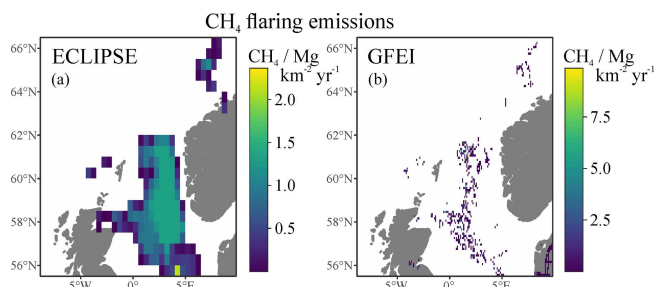 CH₄ flaring emissions
ECLIPSE
(a)
66°N
64°N
62°N
60°N
58°N
56°N
5°W
0°
5°E
CH₄ / Mg
km⁻² yr⁻¹
2.0
1.5
1.0
0.5
GFEI
(b)
66°N
64°N
62°N
60°N
58°N
56°N
5°W
0°
5°E
CH₄ / Mg
km⁻² yr⁻¹
7.5
5.0
2.5